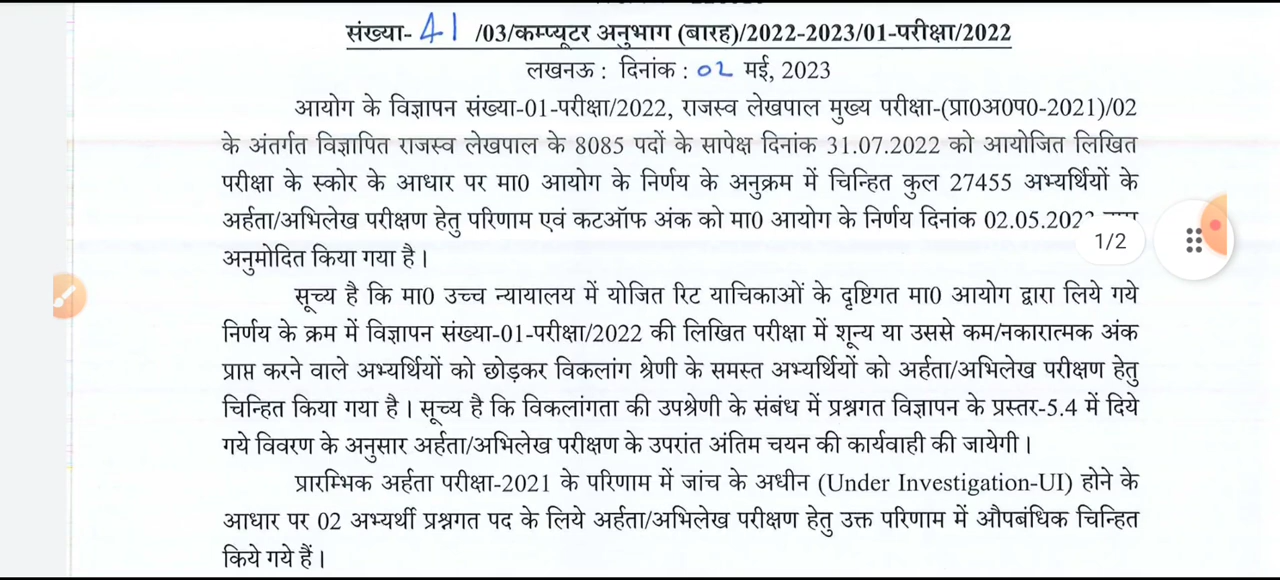 संख्या- 41 /03/कम्प्यूटर अनुभाग (बारह)/2022-2023/01-परीक्षा/2022
लखनऊ : दिनांक : 02 मई, 2023
आयोग के विज्ञापन संख्या-01-परीक्षा/2022, राजस्व लेखपाल मुख्य परीक्षा-(प्रा0अ0प0-2021)/02
के अंतर्गत विज्ञापित राजस्व लेखपाल के 8085 पदों के सापेक्ष दिनांक 31.07.2022 को आयोजित लिखित
परीक्षा के स्कोर के आधार पर मा0 आयोग के निर्णय के अनुक्रम में चिन्हित कुल 27455 अभ्यर्थियों के
अर्हता/अभिलेख परीक्षण हेतु परिणाम एवं कटऑफ अंक को मा0 आयोग के निर्णय दिनांक
1/2
अनुमोदित किया गया है।
सूच्य है कि मा0 उच्च न्यायालय में योजित रिट याचिकाओं के दृष्टिगत मा0 आयोग द्वारा लिये गये
निर्णय के क्रम में विज्ञापन संख्या-01-परीक्षा/2022 की लिखित परीक्षा में शून्य या उससे कम/नकारात्मक अंक
प्राप्त करने वाले अभ्यर्थियों को छोड़कर विकलांग श्रेणी के समस्त अभ्यर्थियों को अर्हता/अभिलेख परीक्षण हेतु
चिन्हित किया गया है। सूच्य है कि विकलांगता की उपश्रेणी के संबंध में प्रश्नगत विज्ञापन के प्रस्तर-5.4 में दिये
गये विवरण के अनुसार अर्हता/अभिलेख परीक्षण के उपरांत अंतिम चयन की कार्यवाही की जायेगी।
प्रारम्भिक अर्हता परीक्षा-2021 के परिणाम में जांच के अधीन (Under Investigation-UI) होने के
आधार पर 02 अभ्यर्थी प्रश्नगत पद के लिये अर्हता/अभिलेख परीक्षण हेतु उक्त परिणाम में औपबंधिक चिन्हित
किये गये हैं।